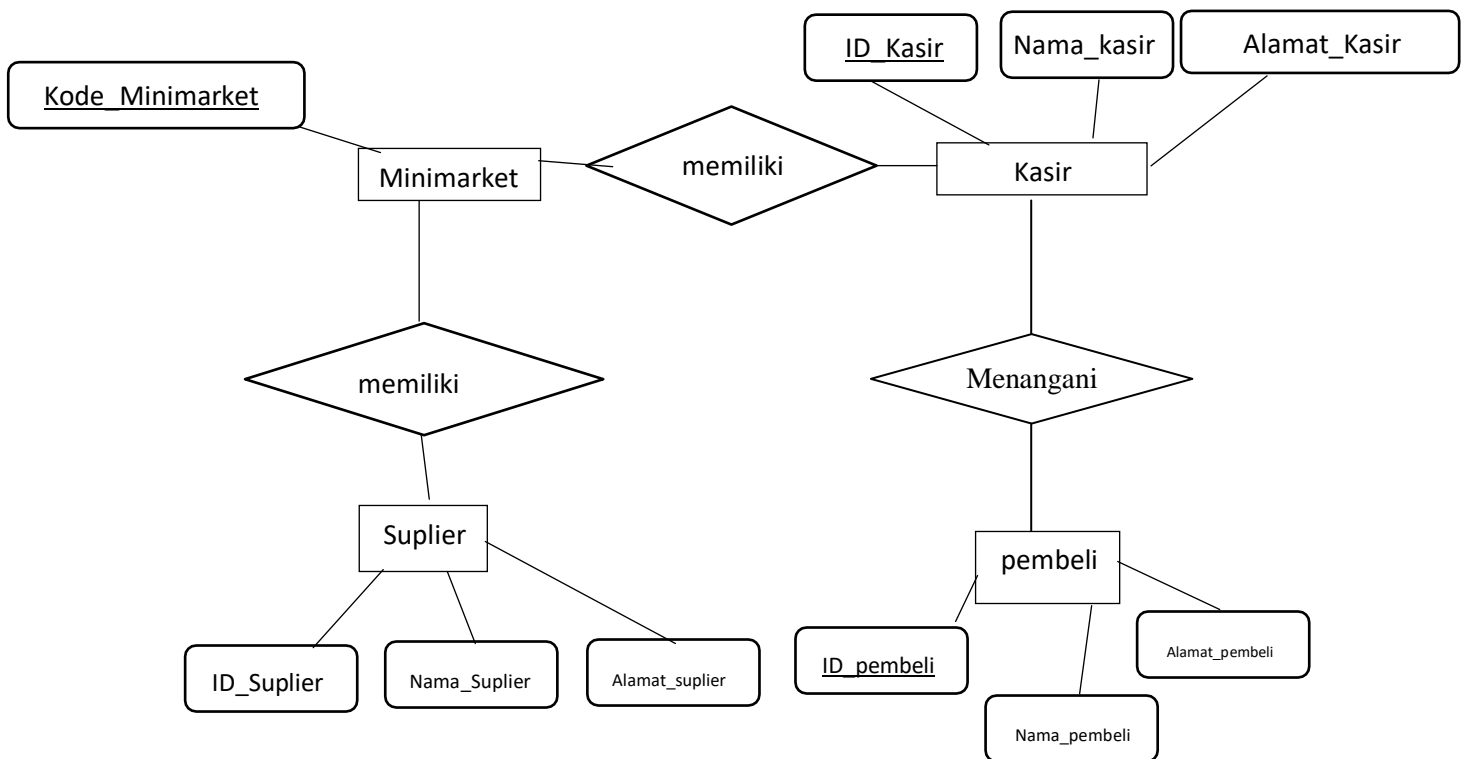 ID_Kasir
Nama_kasir
Alamat_Kasir
Kode_Minimarket
Minimarket
memiliki
Kasir
memiliki
Menangani
Suplier
pembeli
ID_Suplier
Nama_Suplier
Alamat_suplier
ID_pembeli
Alamat_pembeli
Nama_pembeli